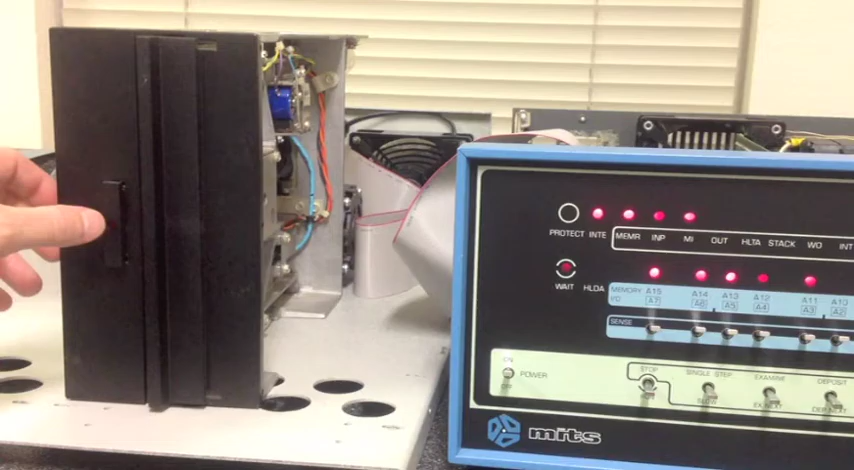 PROTECT INTE MEMR INP MI OUT HLTA STACK WO INT
WAIT HLDA
MEMORY I/O A15 A14 A13 A12 A11 A10
A7 A6 A5 A4 A3 A2
SENSE
ON
POWER
OFF
STOP SINGLE STEP EXAMINE DEPOSIT
SLOW EX.NEXT DEP.NEXT
mits